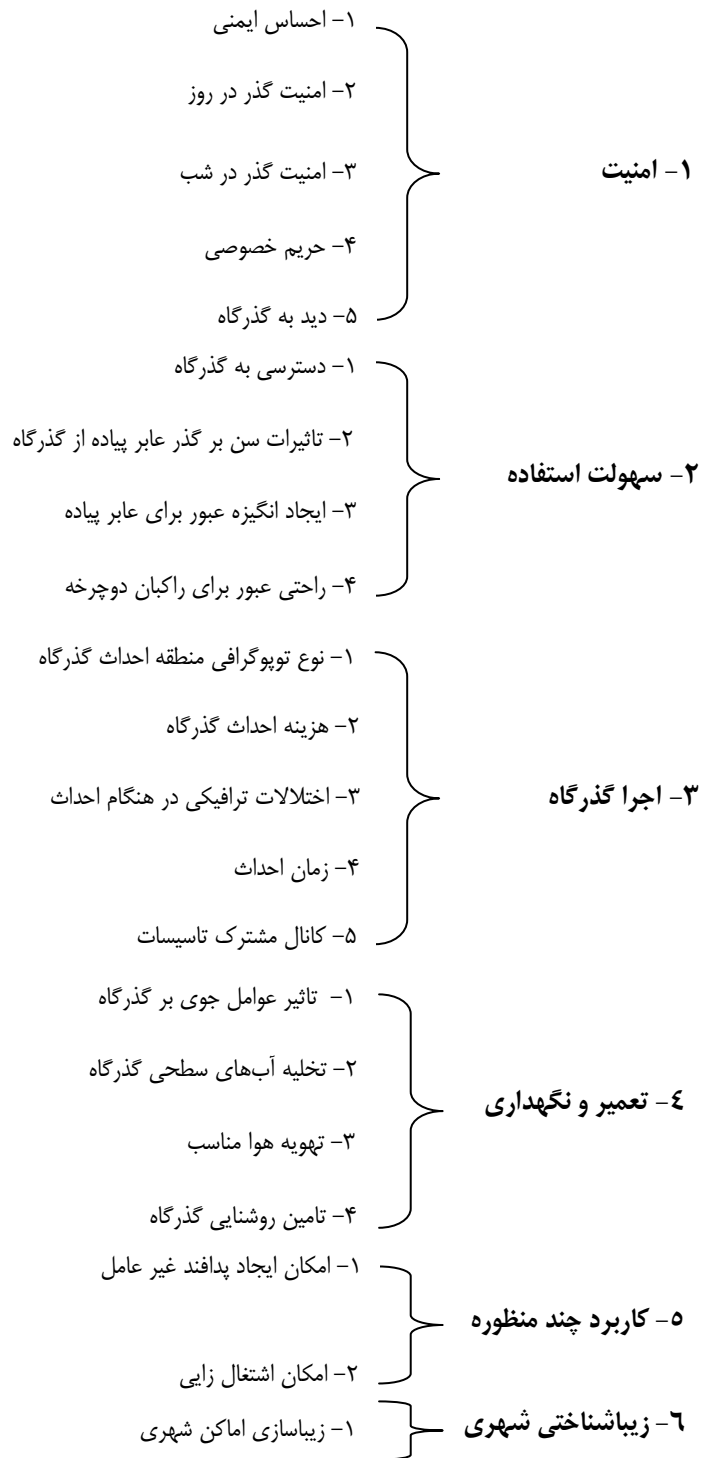 ۱- امنیت
۱- احساس ایمنی
۲- امنیت گذر در روز
۳- امنیت گذر در شب
۴- حریم خصوصی
۵- دید به گذرگاه
۲- سهولت استفاده
۱- دسترسی به گذرگاه
۲- تاثیرات سن بر گذر عابر پیاده از گذرگاه
۳- ایجاد انگیزه عبور برای عابر پیاده
۴- راحتی عبور برای راکبان دوچرخه
۳- اجرا گذرگاه
۱- نوع توپوگرافی منطقه احداث گذرگاه
۲- هزینه احداث گذرگاه
۳- اختلالات ترافیکی در هنگام احداث
۴- زمان احداث
۵- کانال مشترک تاسیسات
٤- تعمیر و نگهداری
۱- تاثیر عوامل جوی بر گذرگاه
۲- تخلیه آب‌های سطحی گذرگاه
۳- تهویه هوا مناسب
۴- تامین روشنایی گذرگاه
٥- کاربرد چند منظوره
۱- امکان ایجاد پدافند غیر عامل
۲- امکان اشتغال زایی
٦- زیباشناختی شهری
۱- زیباسازی اماکن شهری